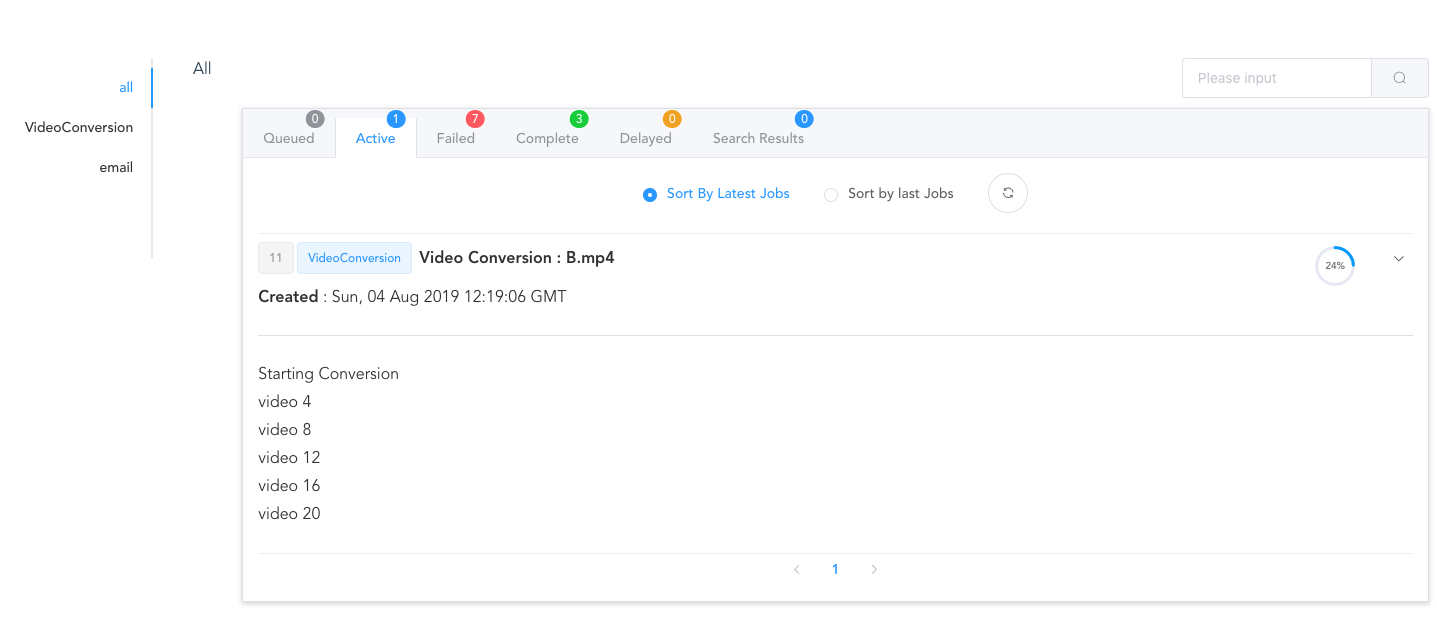 all
VideoConversion
email
All
Please input
0 1 7 3 0 0
Queued Active Failed Complete Delayed Search Results
Sort By Latest Jobs Sort by last Jobs
11 VideoConversion Video Conversion : B.mp4 24%
Created : Sun, 04 Aug 2019 12:19:06 GMT
Starting Conversion
video 4
video 8
video 12
video 16
video 20
1